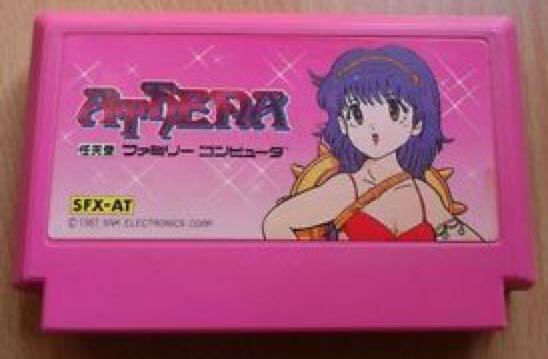 ATHENA
任天堂 ファミリー コンピュータ
SFX-AT
© 1987 SNK ELECTRONICS CORP.